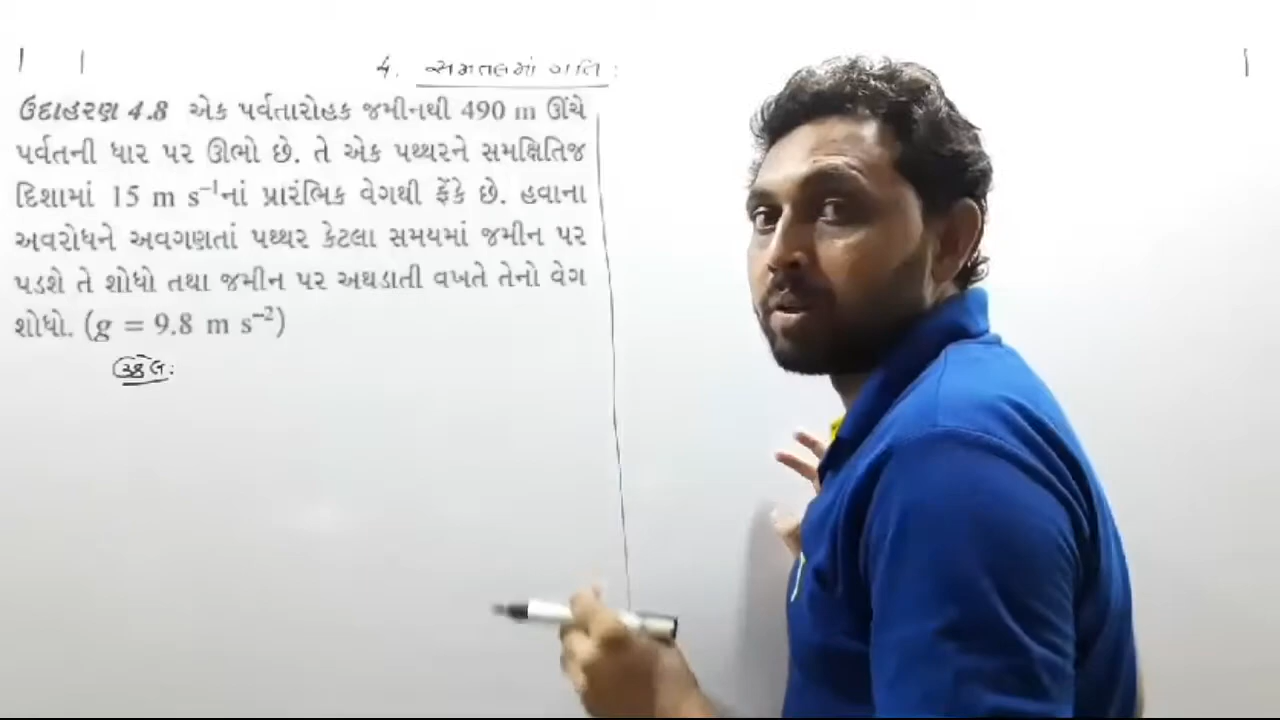 4. સમતલમાં ગતિ :
ઉદાહરણ 4.8 એક પર્વતારોહક જમીનથી 490 m ઊંચે
પર્વતની ધાર પર ઊભો છે. તે એક પથ્થરને સમક્ષિતિજ
દિશામાં 15 m s⁻¹નાં પ્રારંભિક વેગથી ફેંકે છે. હવાના
અવરોધને અવગણતાં પથ્થર કેટલા સમયમાં જમીન પર
પડશે તે શોધો તથા જમીન પર અથડાતી વખતે તેનો વેગ
શોધો. (g = 9.8 m s⁻²)
ઉકેલ: